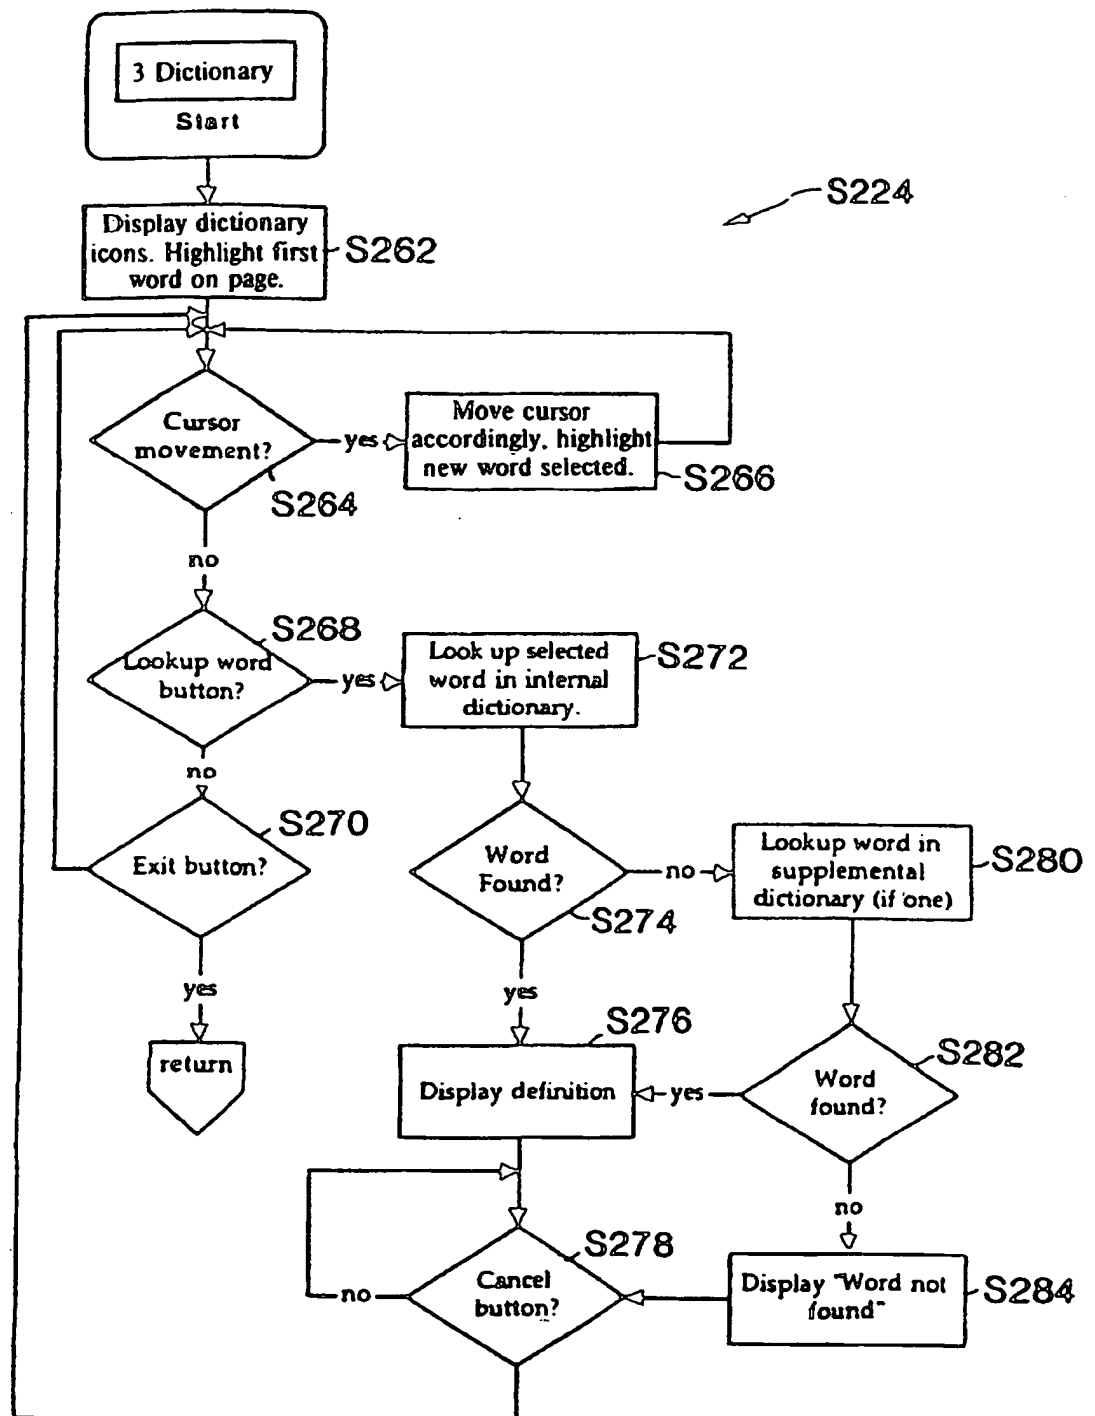 3 Dictionary
Start
S224
Display dictionary
icons. Highlight first
word on page.
S262
Cursor
movement?
S264
yes
Move cursor
accordingly, highlight
new word selected.
S266
no
S268
Lookup word
button?
yes
Look up selected
word in internal
dictionary.
S272
no
S270
Exit button?
yes
return
Word
Found?
S274
no
Lookup word in
supplemental
dictionary (if one)
S280
yes
S276
Display definition
yes
Word
found?
S282
no
S278
Cancel
button?
no
Display "Word not
found"
S284